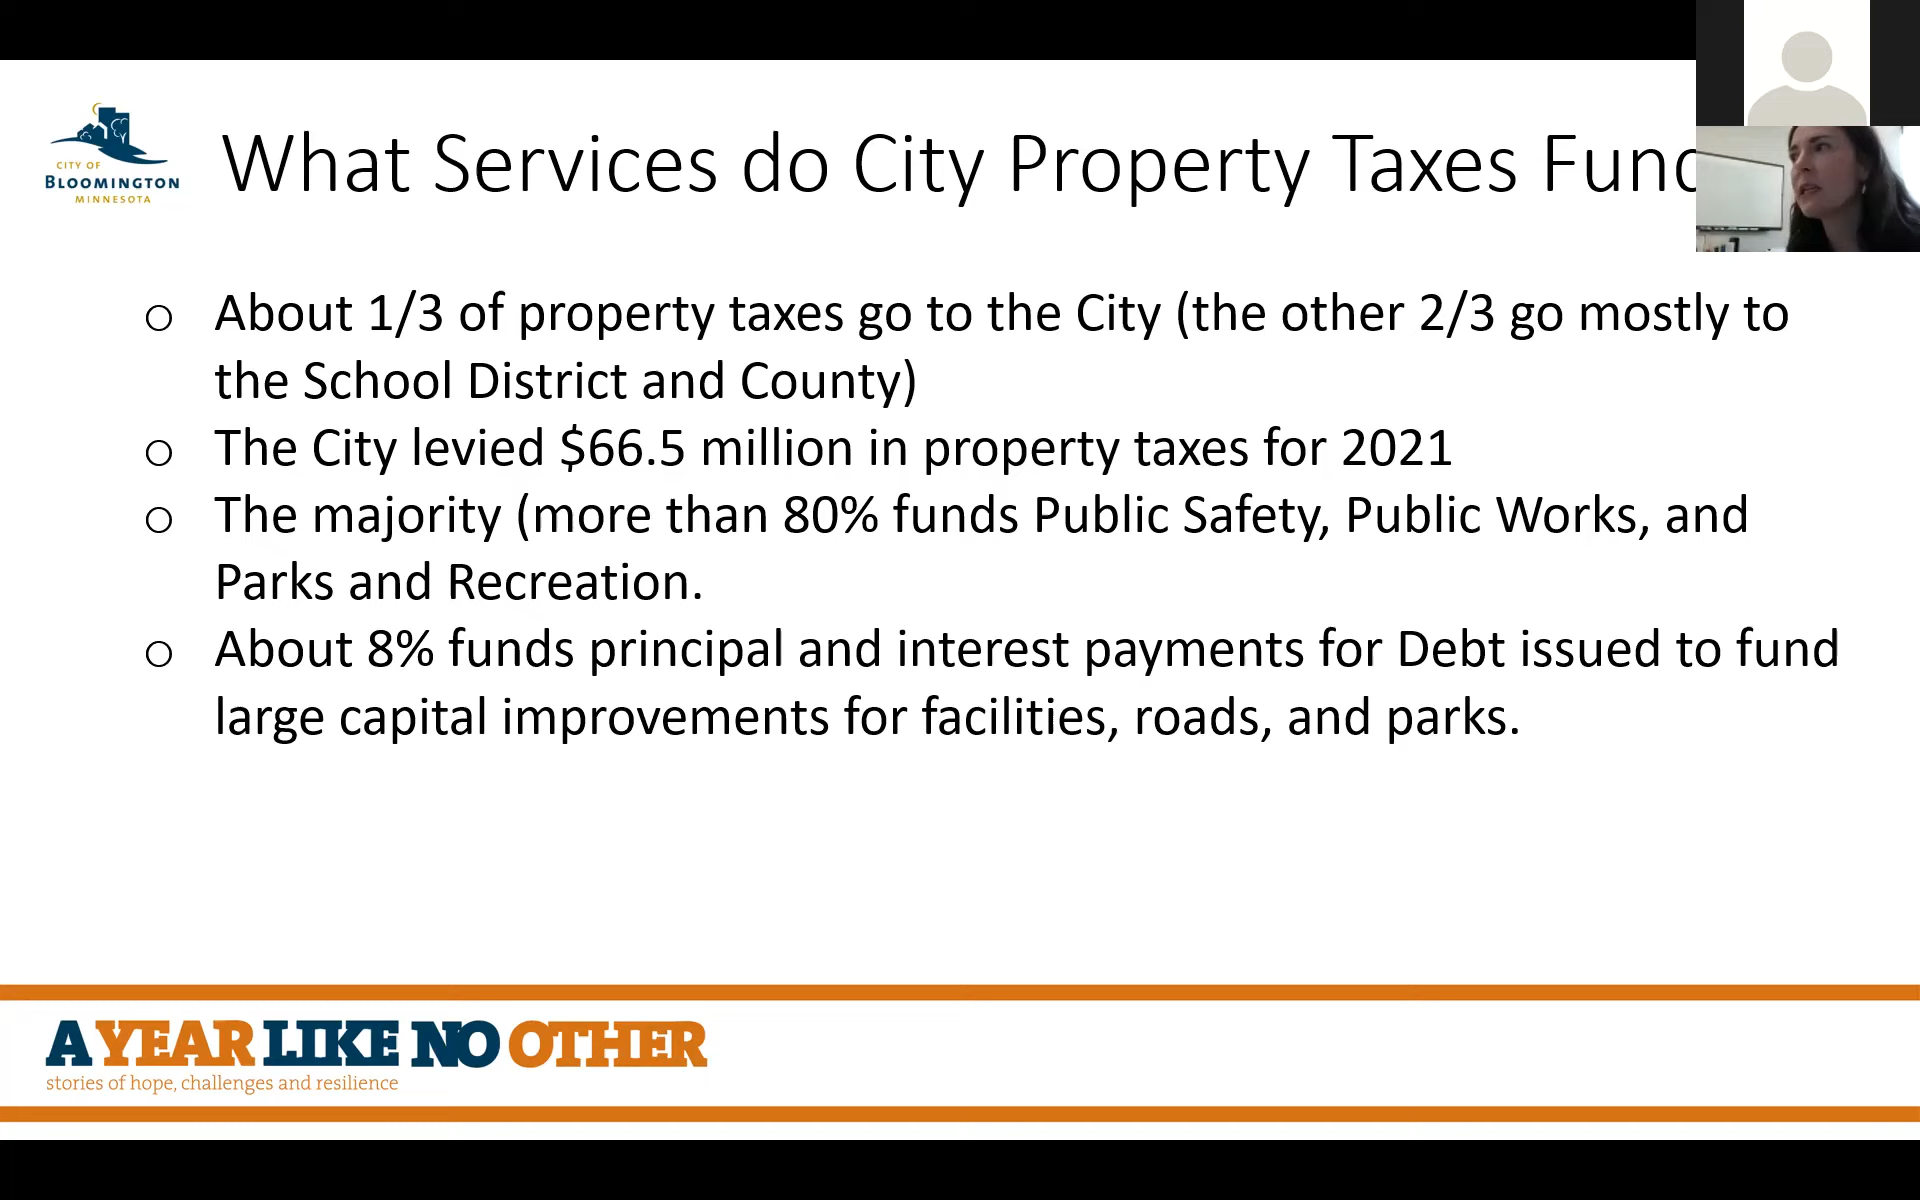 CITY OF
BLOOMINGTON
MINNESOTA
What Services do City Property Taxes
o About 1/3 of property taxes go to the City (the other 2/3 go mostly to
the School District and County)
o The City levied $66.5 million in property taxes for 2021
o The majority (more than 80% funds Public Safety, Public Works, and
Parks and Recreation.
o About 8% funds principal and interest payments for Debt issued to fund
large capital improvements for facilities, roads, and parks.
A YEAR LIKE NO OTHER
stories of hope, challenges and resilience